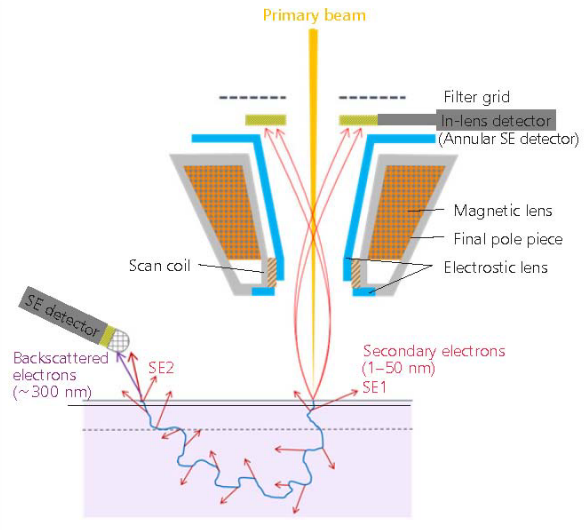 Primary beam
Filter grid
In-lens detector
(Annular SE detector)
Magnetic lens
Final pole piece
Scan coil
Electrostic lens
SE detector
Backscattered
electrons
(~300 nm)
SE2
Secondary electrons
(1–50 nm)
SE1